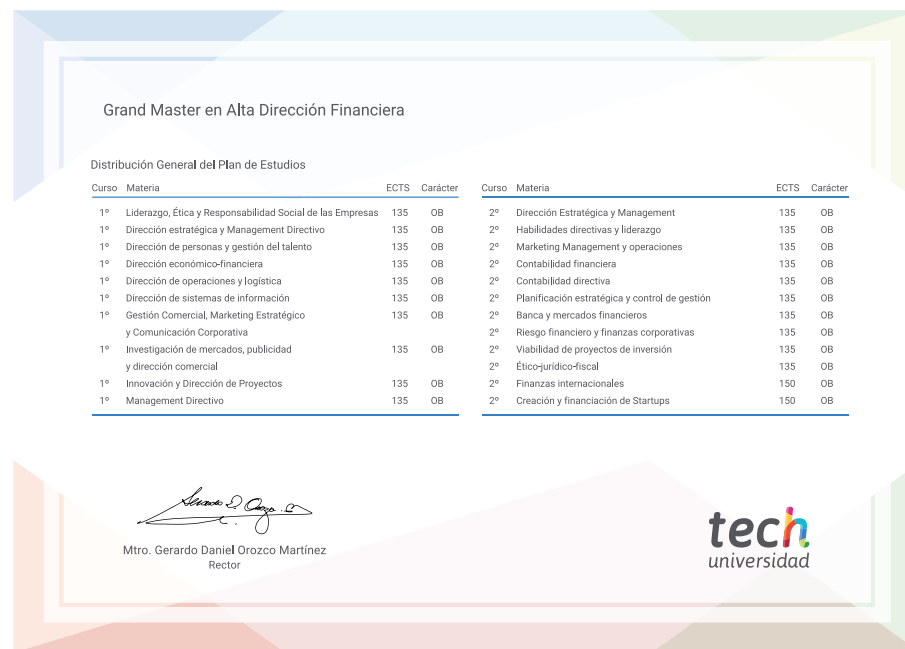 Grand Master en Alta Dirección Financiera
Distribución General del Plan de Estudios
Curso Materia ECTS Carácter
1º Liderazgo, Ética y Responsabilidad Social de las Empresas 135 OB
1º Dirección estratégica y Management Directivo 135 OB
1º Dirección de personas y gestión del talento 135 OB
1º Dirección económico-financiera 135 OB
1º Dirección de operaciones y logística 135 OB
1º Dirección de sistemas de información 135 OB
1º Gestión Comercial, Marketing Estratégico 135 OB
y Comunicación Corporativa
1º Investigación de mercados, publicidad 135 OB
y dirección comercial
1º Innovación y Dirección de Proyectos 135 OB
1º Management Directivo 135 OB
Curso Materia ECTS Carácter
2º Dirección Estratégica y Management 135 OB
2º Habilidades directivas y liderazgo 135 OB
2º Marketing Management y operaciones 135 OB
2º Contabilidad financiera 135 OB
2º Contabilidad directiva 135 OB
2º Planificación estratégica y control de gestión 135 OB
2º Banca y mercados financieros 135 OB
2º Riesgo financiero y finanzas corporativas 135 OB
2º Viabilidad de proyectos de inversión 135 OB
2º Ético-jurídico-fiscal 135 OB
2º Finanzas internacionales 150 OB
2º Creación y financiación de Startups 150 OB
Mtro. Gerardo Daniel Orozco Martínez
Rector
tech
universidad